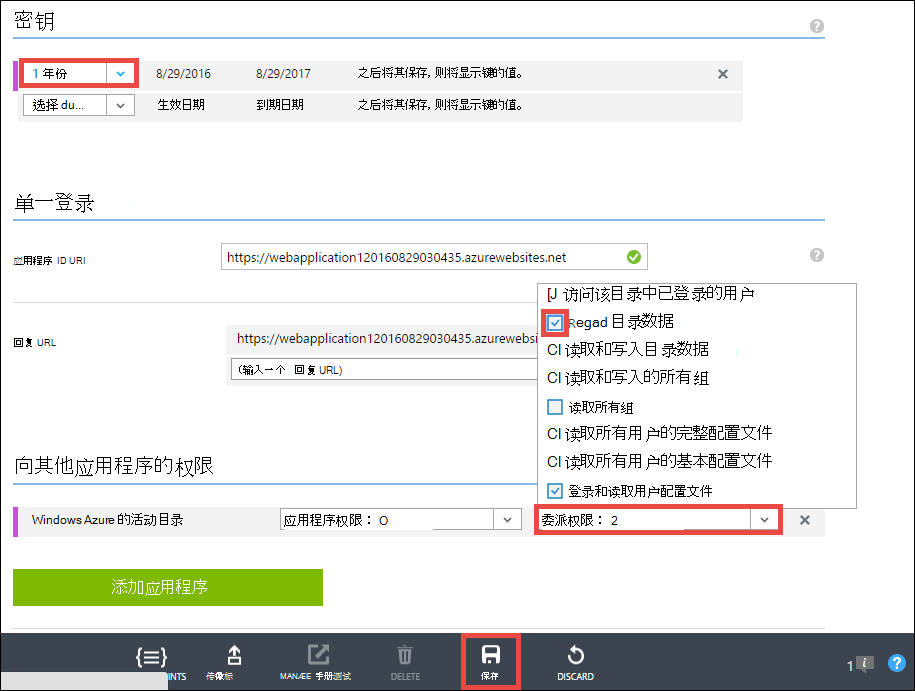 密钥
1 年份 8/29/2016 8/29/2017 之后将其保存, 则将显示键的值。
选择 du... 生效日期 到期日期 之后将其保存, 则将显示键的值。
单一登录
应用程序 ID URI https://webapplication120160829030435.azurewebsites.net
[J 访问该目录中已登录的用户
Regad 目录数据
CI 读取和写入目录数据
CI 读取和写入的所有组
读取所有组
CI 读取所有用户的完整配置文件
CI 读取所有用户的基本配置文件
登录和读取用户配置文件
回复 URL https://webapplication120160829030435.azurewebsi
(输入一个 回复 URL)
向其他应用程序的权限
Windows Azure 的活动目录 应用程序权限： O 委派权限： 2
添加应用程序
INTS 传像标 MANÆE 手册测试 DELETE 保存 DISCARD 1